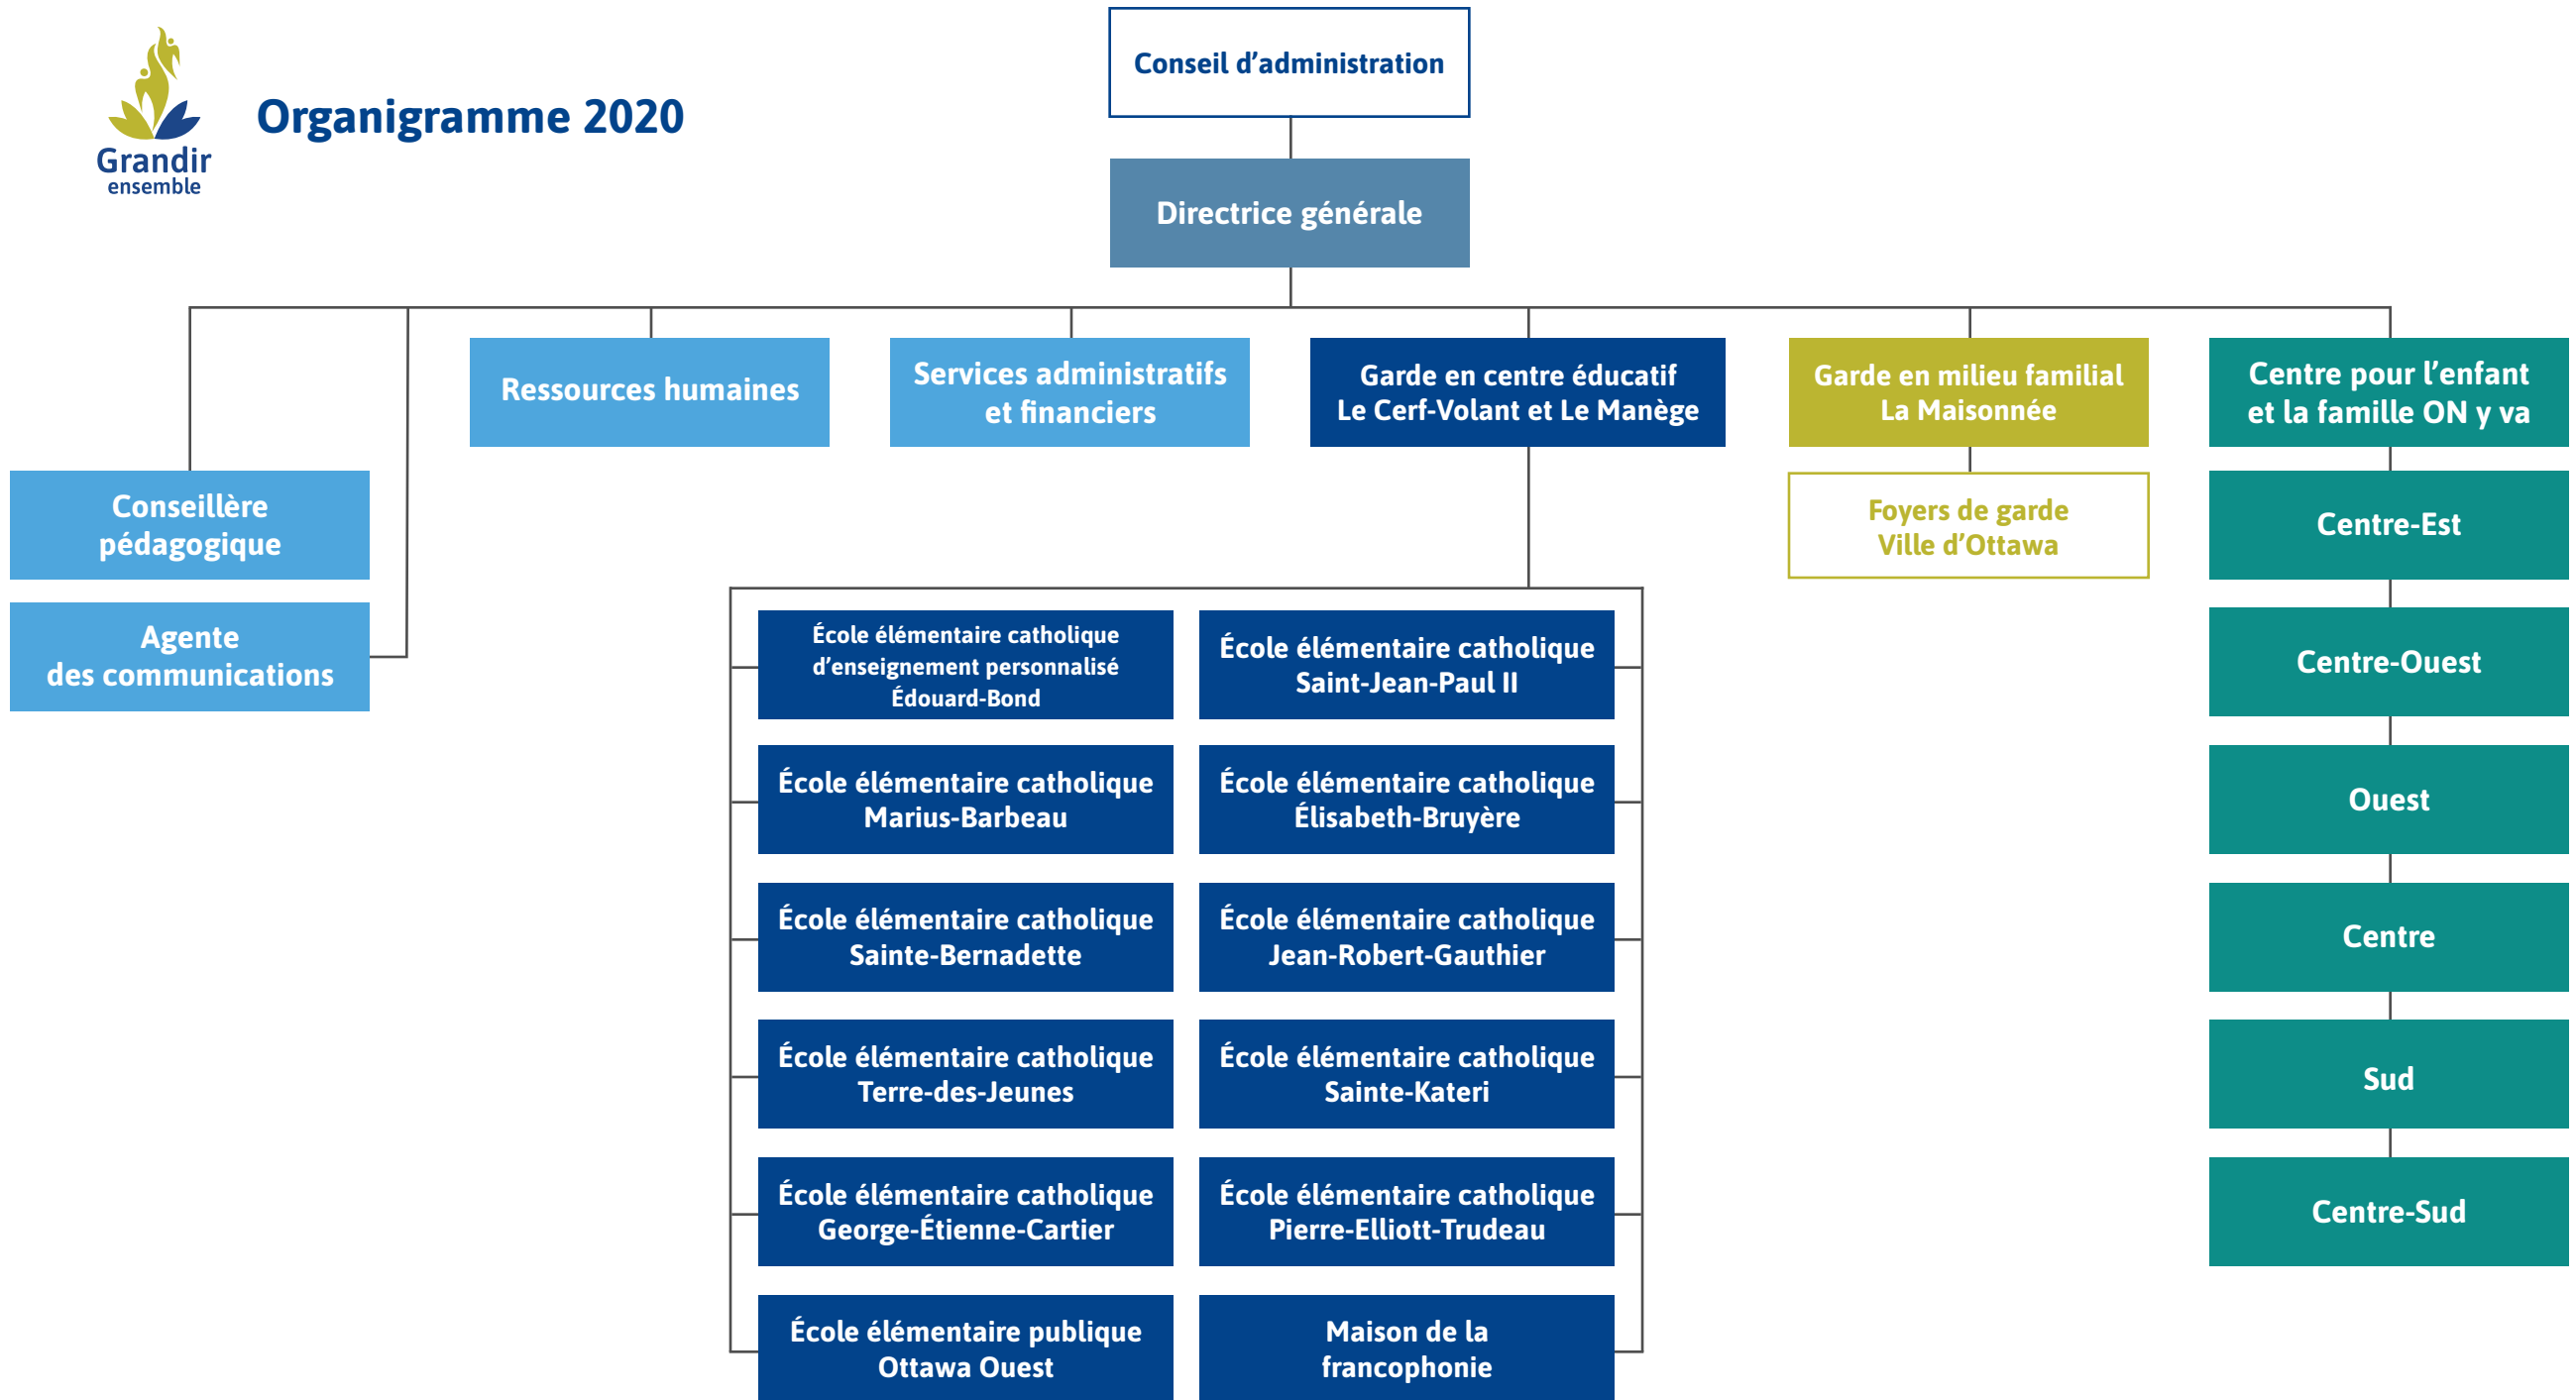 Grandir
ensemble
Organigramme 2020
Conseil d’administration
Directrice générale
Ressources humaines
Services administratifs
et financiers
Garde en centre éducatif
Le Cerf-Volant et Le Manège
Garde en milieu familial
La Maisonnée
Centre pour l’enfant
et la famille ON y va
Conseillère
pédagogique
Agente
des communications
École élémentaire catholique
d’enseignement personnalisé
Édouard-Bond
École élémentaire catholique
Saint-Jean-Paul II
École élémentaire catholique
Marius-Barbeau
École élémentaire catholique
Élisabeth-Bruyère
École élémentaire catholique
Sainte-Bernadette
École élémentaire catholique
Jean-Robert-Gauthier
École élémentaire catholique
Terre-des-Jeunes
École élémentaire catholique
Sainte-Kateri
École élémentaire catholique
George-Étienne-Cartier
École élémentaire catholique
Pierre-Elliott-Trudeau
École élémentaire publique
Ottawa Ouest
Maison de la
francophonie
Foyers de garde
Ville d’Ottawa
Centre-Est
Centre-Ouest
Ouest
Centre
Sud
Centre-Sud